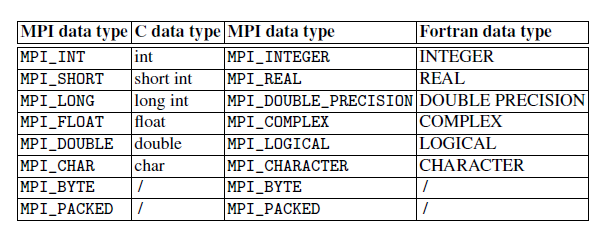 MPI data type C data type MPI data type Fortran data type
MPI_INT int MPI_INTEGER INTEGER
MPI_SHORT short int MPI_REAL REAL
MPI_LONG long int MPI_DOUBLE_PRECISION DOUBLE PRECISION
MPI_FLOAT float MPI_COMPLEX COMPLEX
MPI_DOUBLE double MPI_LOGICAL LOGICAL
MPI_CHAR char MPI_CHARACTER CHARACTER
MPI_BYTE / MPI_BYTE /
MPI_PACKED / MPI_PACKED /